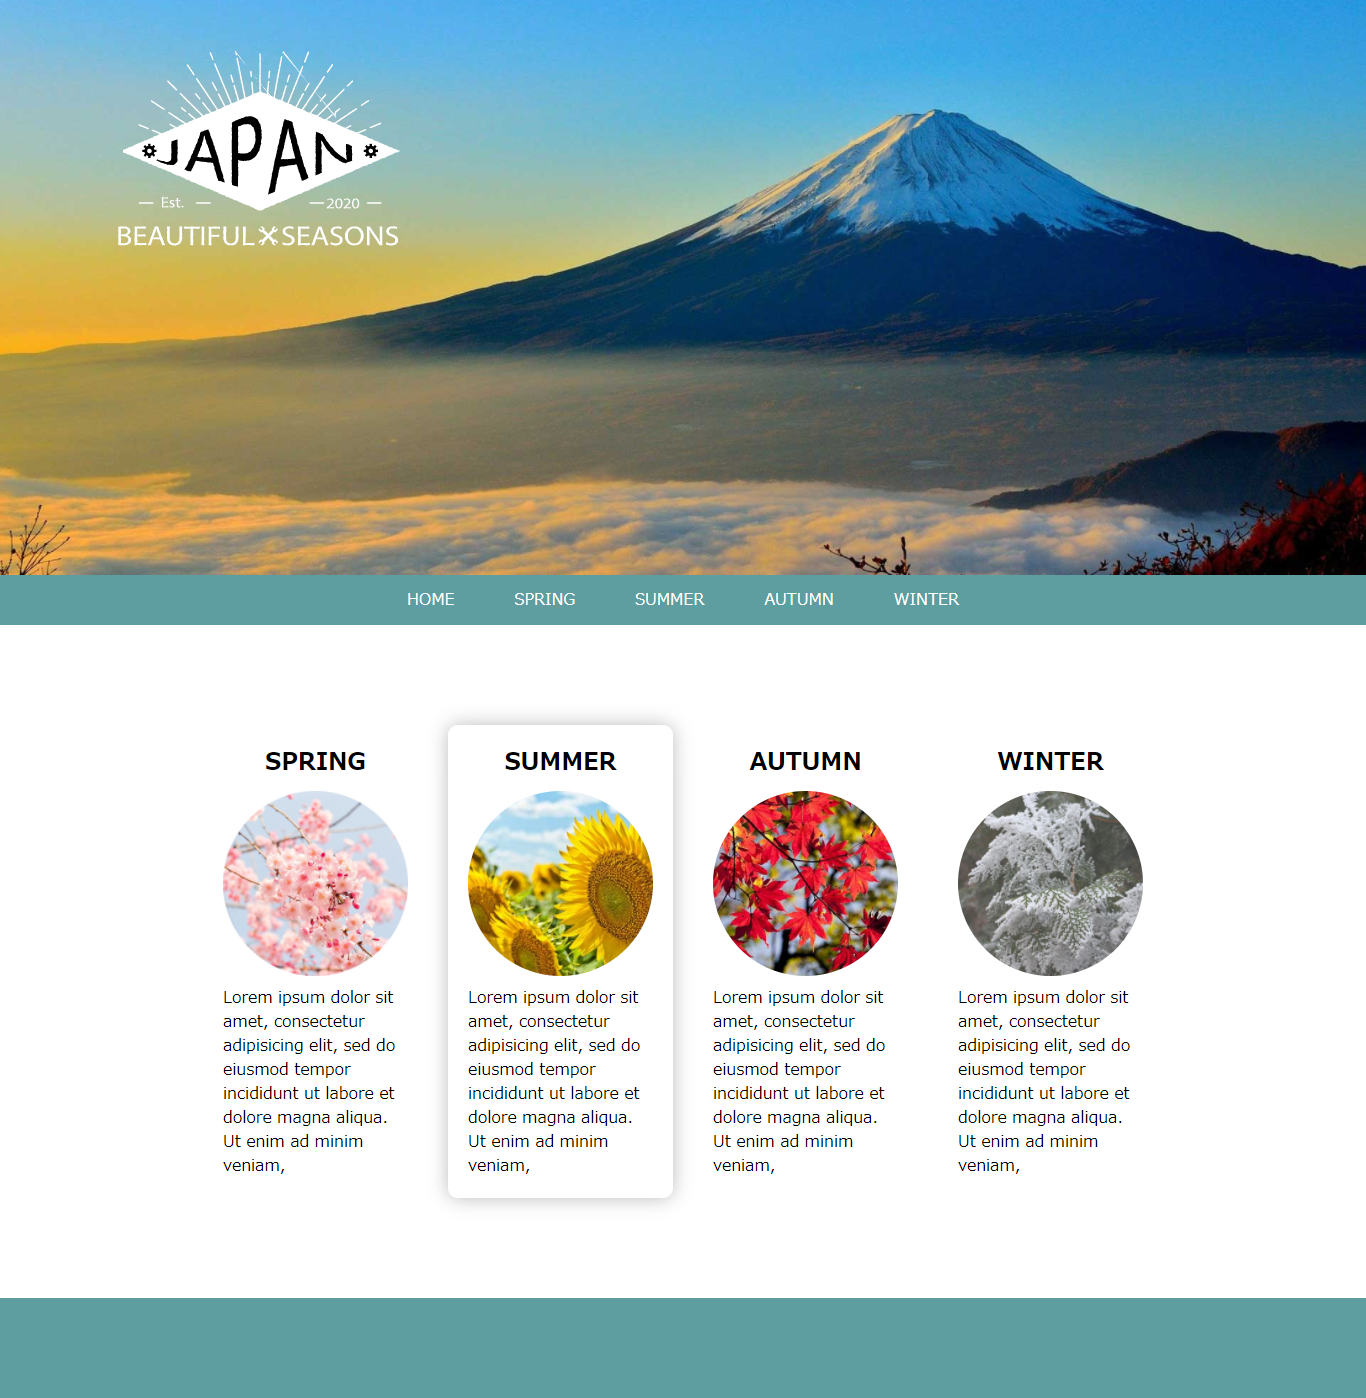 JAPAN
Est. 2020
BEAUTIFUL SEASONS
HOME SPRING SUMMER AUTUMN WINTER
SPRING
Lorem ipsum dolor sit
amet, consectetur
adipisicing elit, sed do
eiusmod tempor
incididunt ut labore et
dolore magna aliqua.
Ut enim ad minim
veniam,
SUMMER
Lorem ipsum dolor sit
amet, consectetur
adipisicing elit, sed do
eiusmod tempor
incididunt ut labore et
dolore magna aliqua.
Ut enim ad minim
veniam,
AUTUMN
Lorem ipsum dolor sit
amet, consectetur
adipisicing elit, sed do
eiusmod tempor
incididunt ut labore et
dolore magna aliqua.
Ut enim ad minim
veniam,
WINTER
Lorem ipsum dolor sit
amet, consectetur
adipisicing elit, sed do
eiusmod tempor
incididunt ut labore et
dolore magna aliqua.
Ut enim ad minim
veniam,